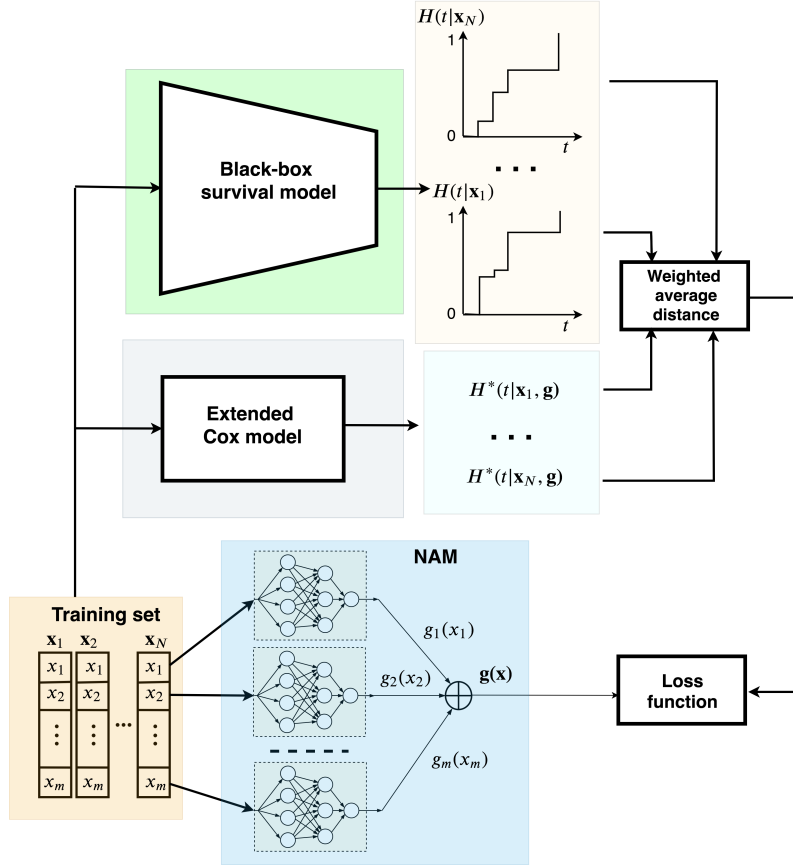 H(t|x_N)
1
0
t
. . .
Black-box
survival model
H(t|x_1)
1
0
t
Weighted
average
distance
Extended
Cox model
H*(t|x_1, g)
. . .
H*(t|x_N, g)
NAM
Training set
x_1 x_2 x_N
x_1 x_1 x_1
x_2 x_2 x_2
⋮ ⋮ ... ⋮
x_m x_m x_m
g_1(x_1)
g_2(x_2)
g(x)
g_m(x_m)
Loss
function